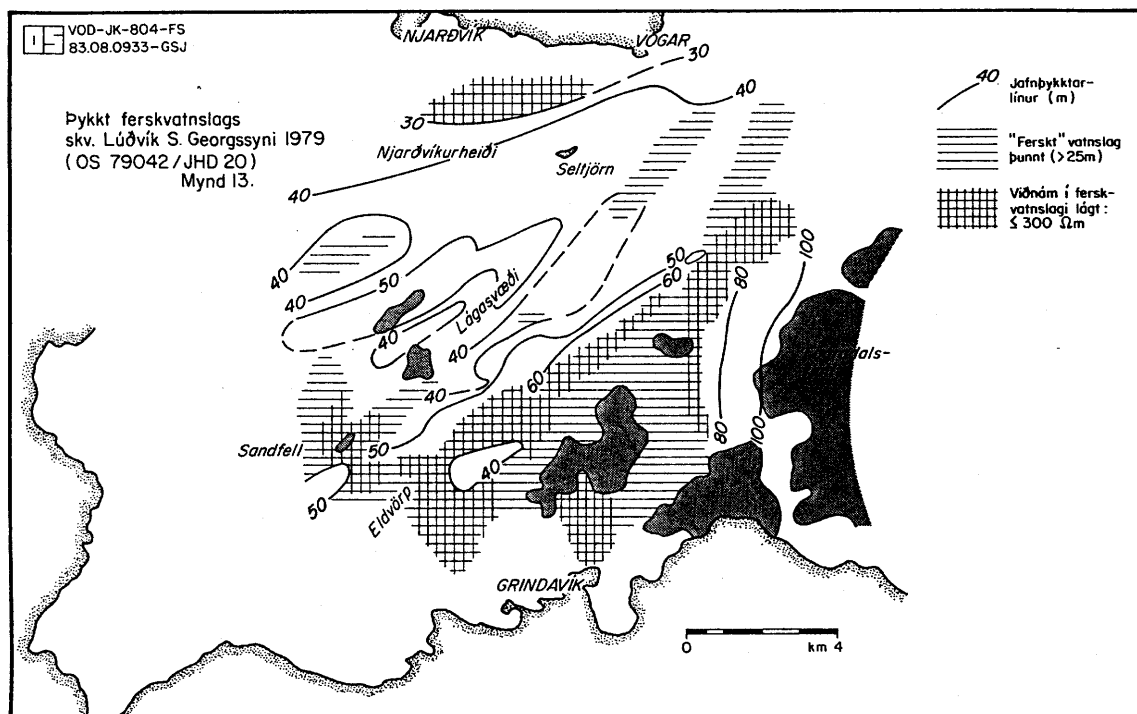 OS
VOD-JK-804-FS
83.08.0933-GSJ
Þykkt ferskvatnslags
skv. Lúðvík S. Georgssyni 1979
(OS 79042/JHD 20)
Mynd 13.
NJARÐVÍK
VOGAR
30
40
30
Njarðvíkurheiði
Seltjörn
40
40
50
40
Lágasvæði
40
40
40
50
60
60
50
80
80
100
100
dals-
Sandfell
50
50
Eldvörp
40
GRINDAVÍK
0
km 4
40
Jafnþykktar-
línur (m)
"Ferskt" vatnslag
þunnt (>25m)
Viðnám í fersk-
vatnslagi lágt:
≤ 300 Ωm